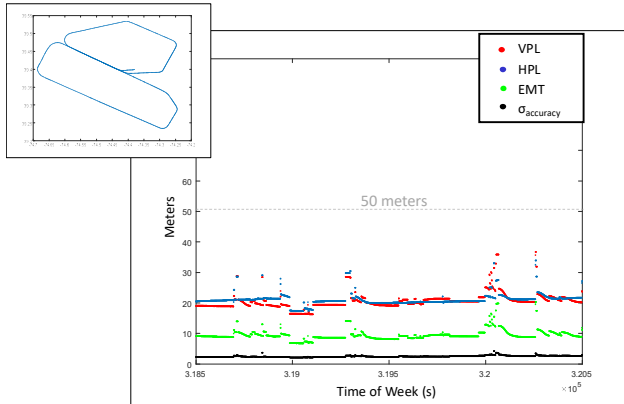 VPL
HPL
EMT
σaccuracy
50 meters
Meters
60
50
40
30
20
10
0
3.185
3.19
3.195
3.2
3.205
Time of Week (s)
×10⁵